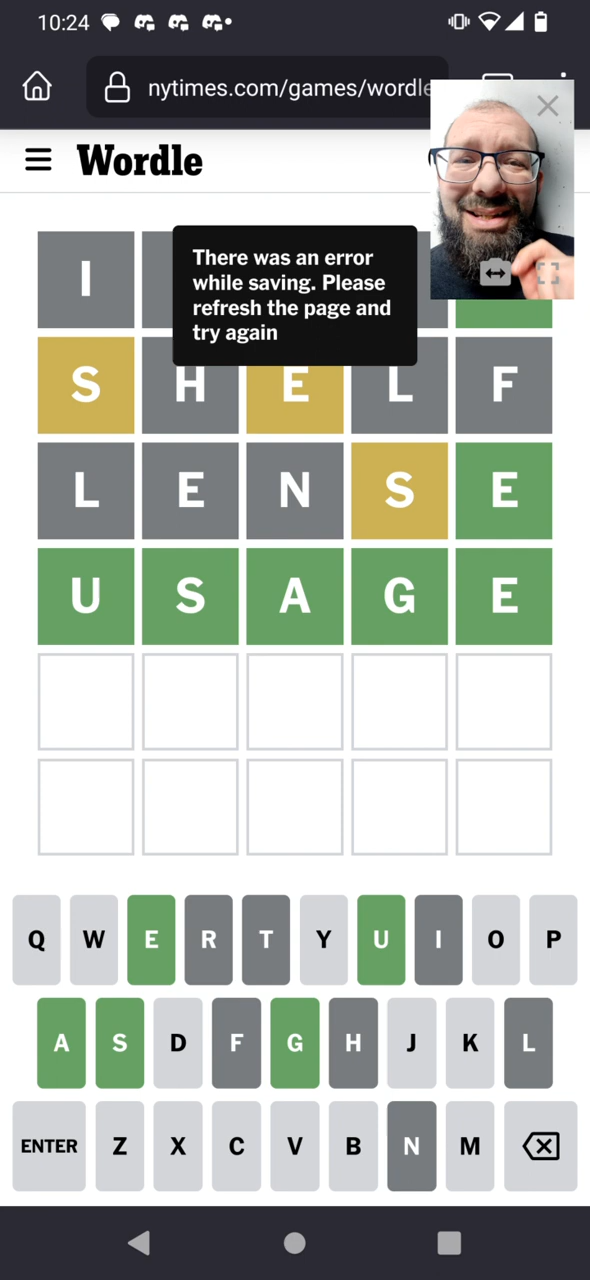 10:24
nytimes.com/games/wordle
Wordle
There was an error
while saving. Please
refresh the page and
try again
I
S H E L F
L E N S E
U S A G E
Q W E R T Y U I O P
A S D F G H J K L
ENTER Z X C V B N M